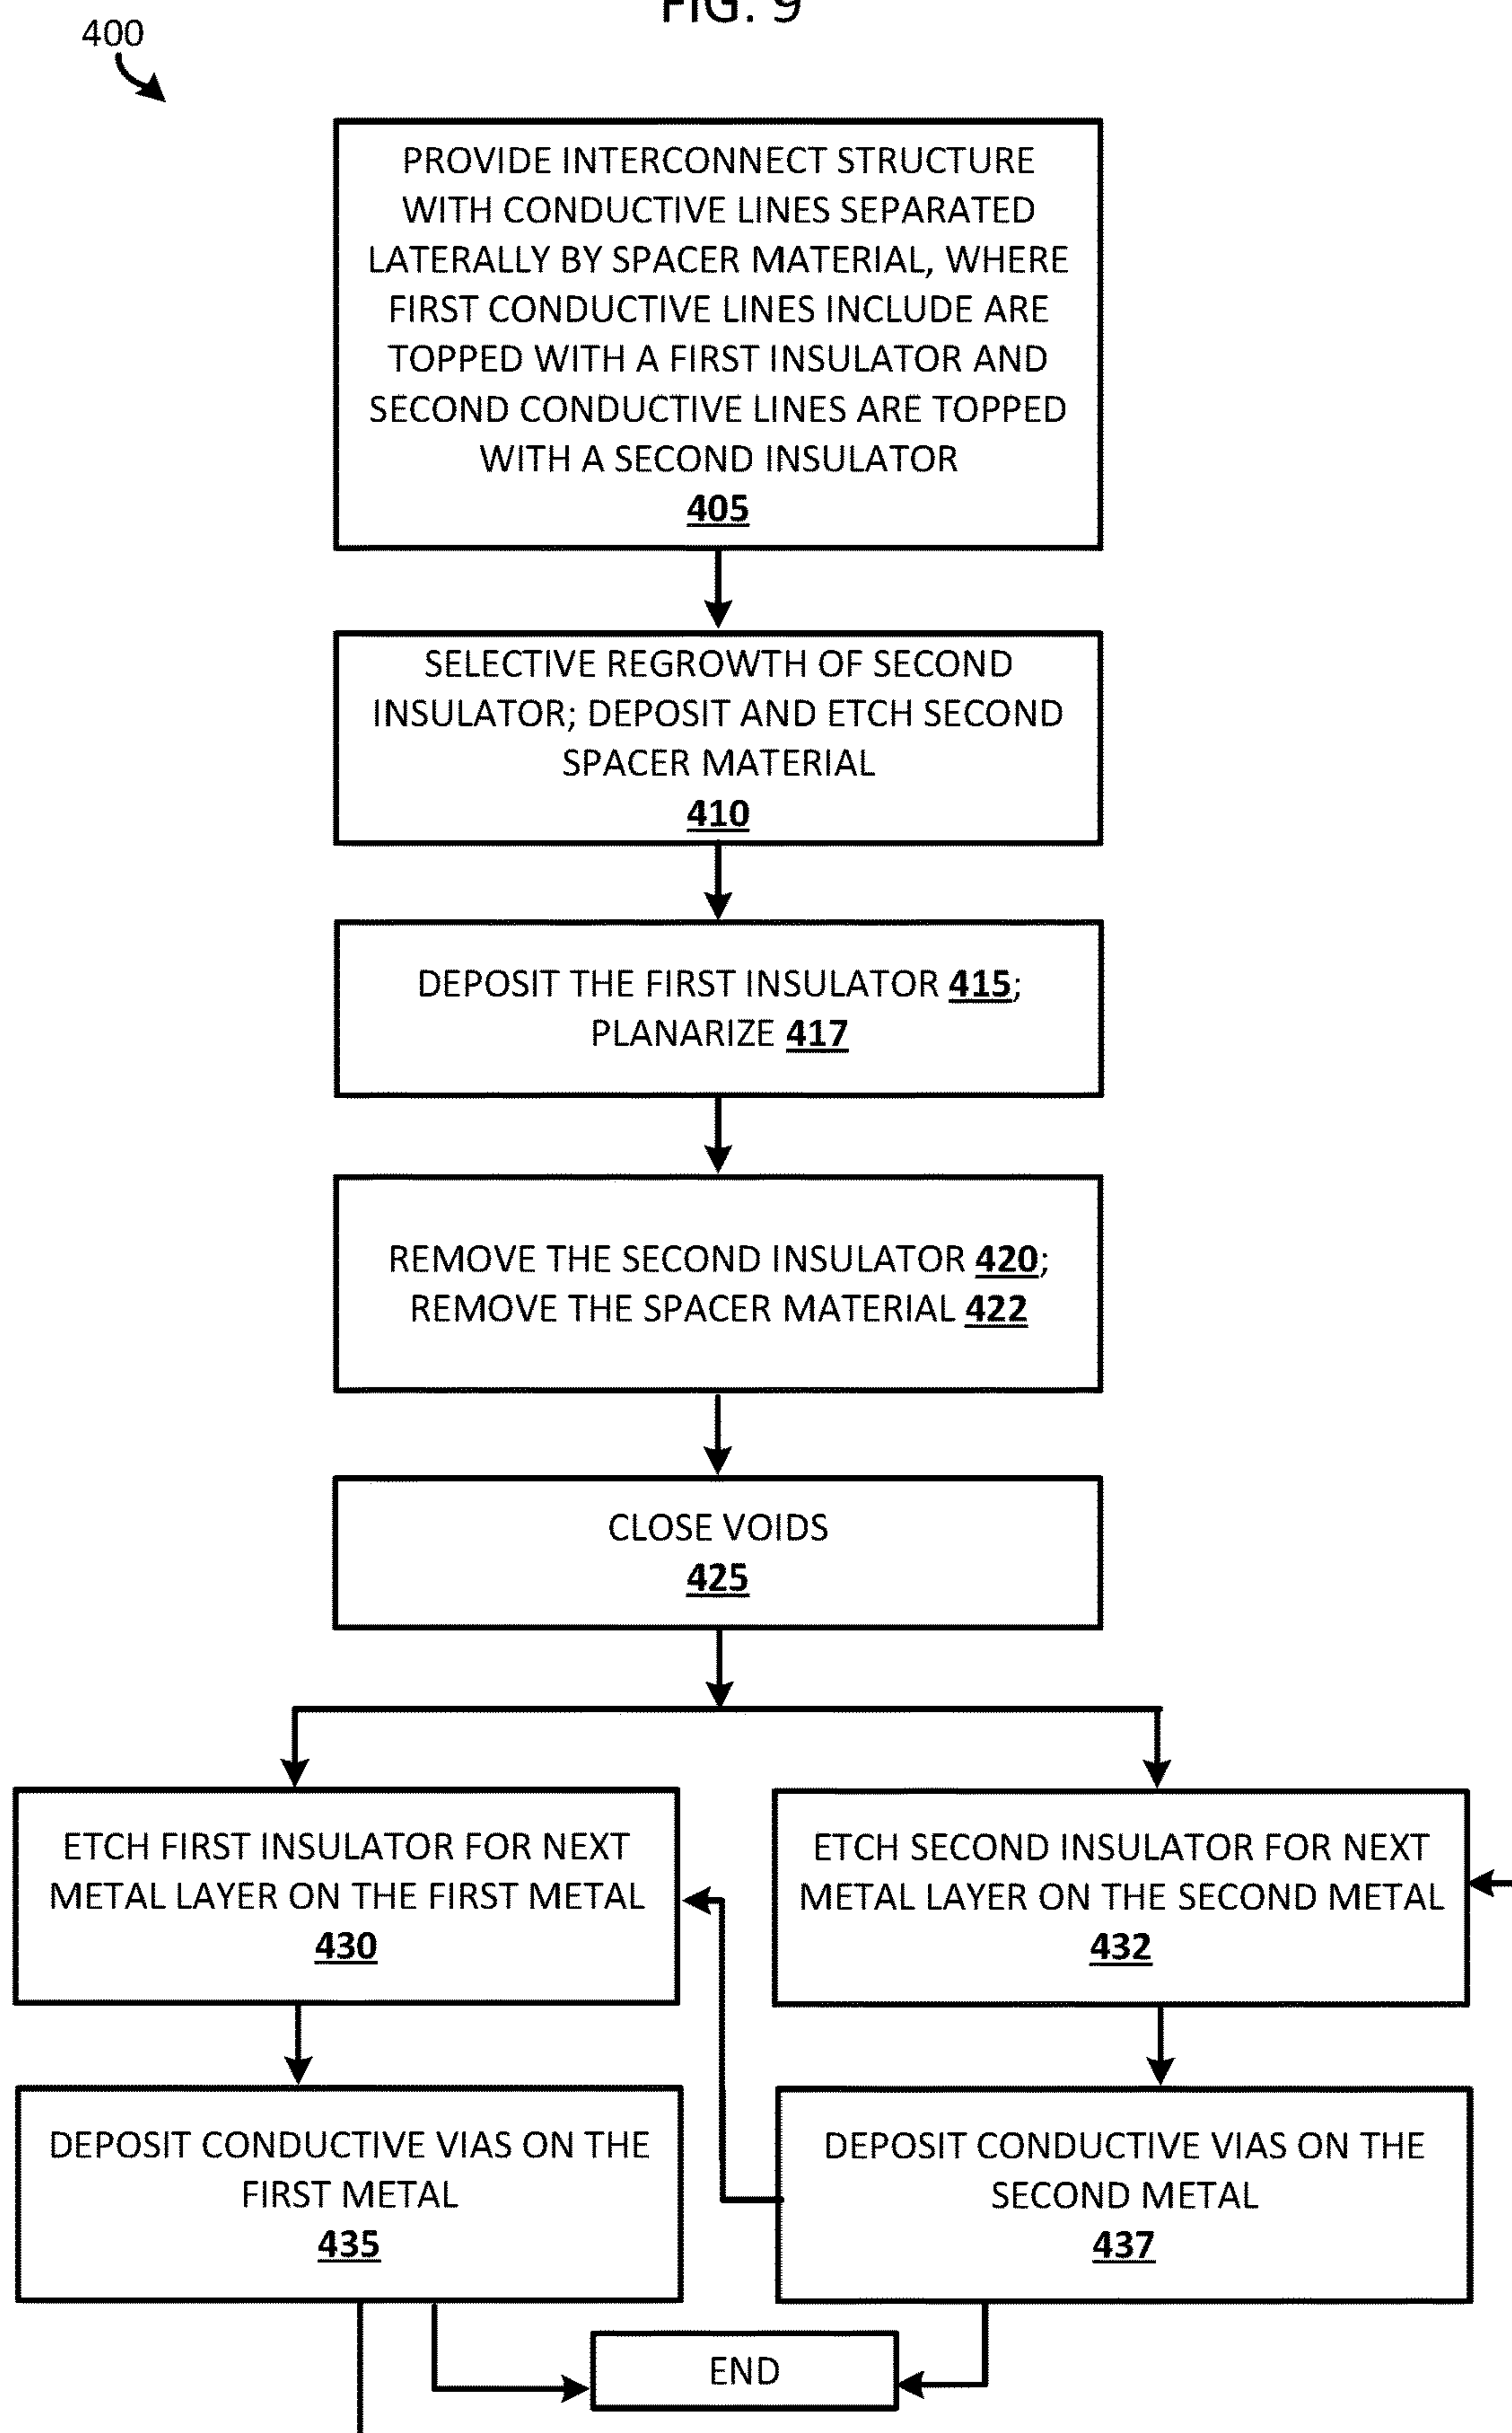 FIG. 9
400
PROVIDE INTERCONNECT STRUCTURE
WITH CONDUCTIVE LINES SEPARATED
LATERALLY BY SPACER MATERIAL, WHERE
FIRST CONDUCTIVE LINES INCLUDE ARE
TOPPED WITH A FIRST INSULATOR AND
SECOND CONDUCTIVE LINES ARE TOPPED
WITH A SECOND INSULATOR
405
SELECTIVE REGROWTH OF SECOND
INSULATOR; DEPOSIT AND ETCH SECOND
SPACER MATERIAL
410
DEPOSIT THE FIRST INSULATOR 415;
PLANARIZE 417
REMOVE THE SECOND INSULATOR 420;
REMOVE THE SPACER MATERIAL 422
CLOSE VOIDS
425
ETCH FIRST INSULATOR FOR NEXT
METAL LAYER ON THE FIRST METAL
430
ETCH SECOND INSULATOR FOR NEXT
METAL LAYER ON THE SECOND METAL
432
DEPOSIT CONDUCTIVE VIAS ON THE
FIRST METAL
435
DEPOSIT CONDUCTIVE VIAS ON THE
SECOND METAL
437
END